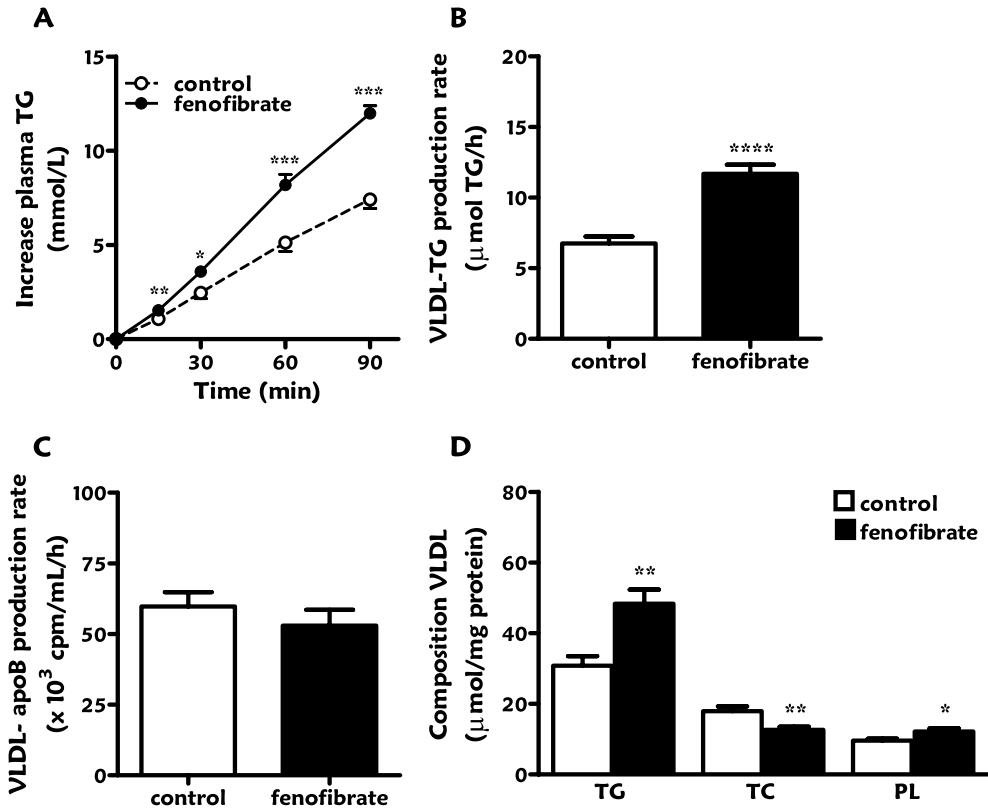 A
Increase plasma TG
(mmol/L)
15
10
5
0
control
fenofibrate
**
*
***
***
0 30 60 90
Time (min)
B
VLDL-TG production rate
(μmol TG/h)
20
15
10
5
0
****
control fenofibrate
C
VLDL- apoB production rate
(x 10³ cpm/mL/h)
100
75
50
25
0
control fenofibrate
D
Composition VLDL
(μmol/mg protein)
80
60
40
20
0
control
fenofibrate
**
**
*
TG TC PL